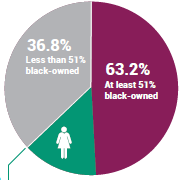 36.8%
Less than 51%
black-owned
63.2%
At least 51%
black-owned